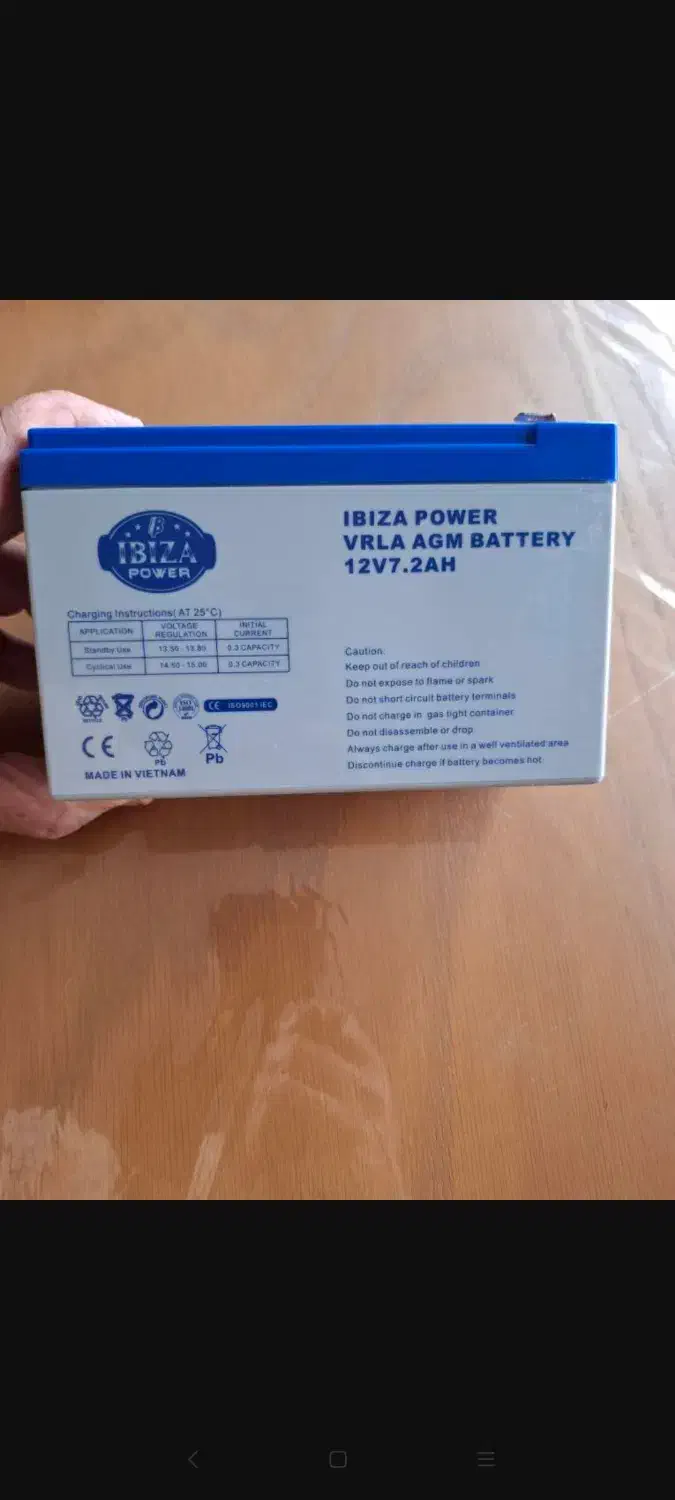 IBIZA
POWER
IBIZA POWER
VRLA AGM BATTERY
12V7.2AH
Charging Instructions( AT 25°C)
APPLICATION VOLTAGE REGULATION INITIAL CURRENT
Standby Use 13.50 - 13.80 0.3 CAPACITY
Cyclical Use 14.50 - 15.00 0.3 CAPACITY
CE ISO9001 IEC
CE
Pb
Pb
MADE IN VIETNAM
Caution:
Keep out of reach of children
Do not expose to flame or spark
Do not short circuit battery terminals
Do not charge in gas tight container
Do not disassemble or drop
Always charge after use in a well ventilated area
Discontinue charge if battery becomes hot